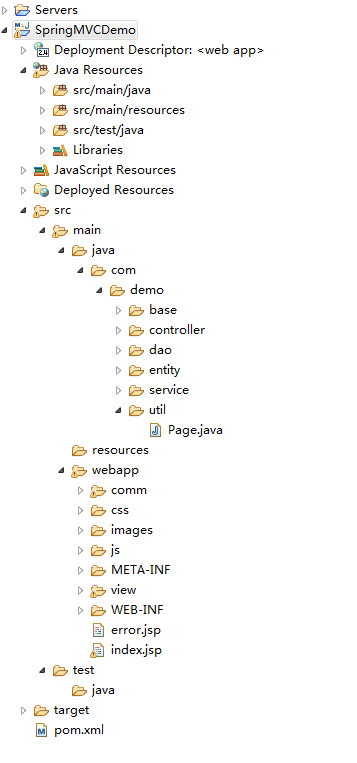 Servers
SpringMVCDemo
Deployment Descriptor: <web app>
Java Resources
src/main/java
src/main/resources
src/test/java
Libraries
JavaScript Resources
Deployed Resources
src
main
java
com
demo
base
controller
dao
entity
service
util
Page.java
resources
webapp
comm
css
images
js
META-INF
view
WEB-INF
error.jsp
index.jsp
test
java
target
pom.xml